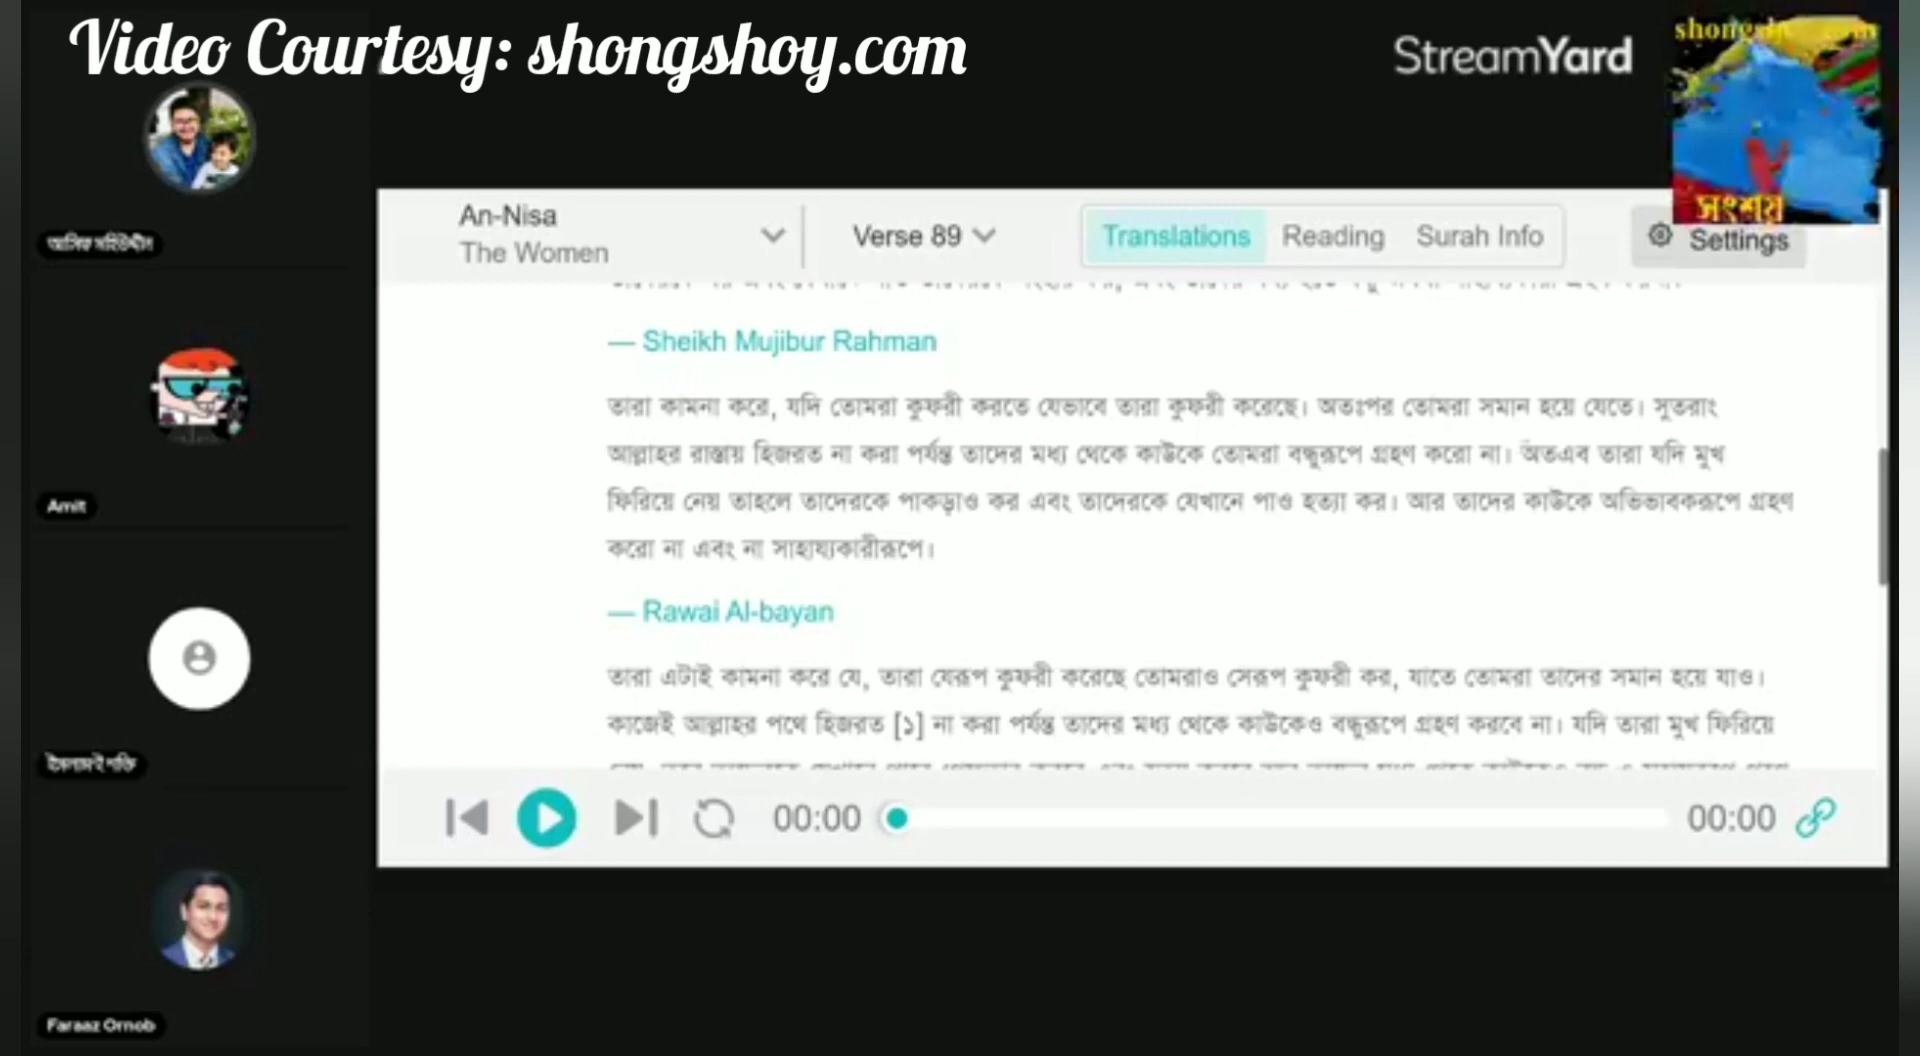 Video Courtesy: shongshoy.com
StreamYard
সংশয়
আসিফ মহিউদ্দীন
Amit
Faraaz Ornob
An-Nisa
The Women
Verse 89
Translations
Reading
Surah Info
Settings
— Sheikh Mujibur Rahman
তারা কামনা করে, যদি তোমরা কুফরী করতে যেভাবে তারা কুফরী করেছে। অতঃপর তোমরা সমান হয়ে যেতে। সুতরাং
আল্লাহর রাস্তায় হিজরত না করা পর্যন্ত তাদের মধ্য থেকে কাউকে তোমরা বন্ধুরূপে গ্রহণ করো না। অতএব তারা যদি মুখ
ফিরিয়ে নেয় তাহলে তাদেরকে পাকড়াও কর এবং তাদেরকে যেখানে পাও হত্যা কর। আর তাদের কাউকে অভিভাবকরূপে গ্রহণ
করো না এবং না সাহায্যকারীরূপে।
— Rawai Al-bayan
তারা এটাই কামনা করে যে, তারা যেরূপ কুফরী করেছে তোমরাও সেরূপ কুফরী কর, যাতে তোমরা তাদের সমান হয়ে যাও।
কাজেই আল্লাহর পথে হিজরত [১] না করা পর্যন্ত তাদের মধ্য থেকে কাউকেও বন্ধুরূপে গ্রহণ করবে না। যদি তারা মুখ ফিরিয়ে
00:00
00:00